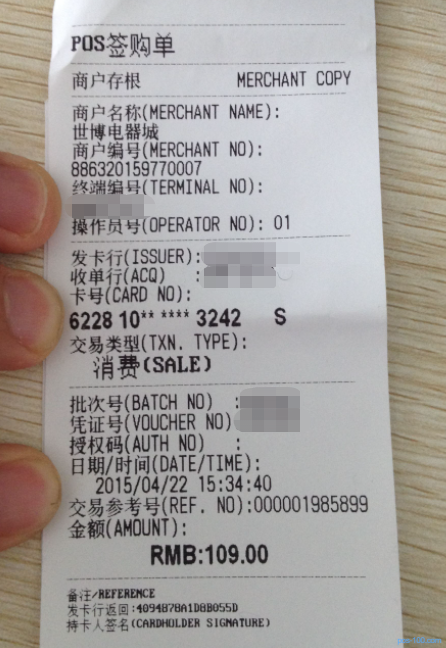 POS签购单
商户存根 MERCHANT COPY
商户名称(MERCHANT NAME):
世博电器城
商户编号(MERCHANT NO):
886320159770007
终端编号(TERMINAL NO):
操作员号(OPERATOR NO): 01
发卡行(ISSUER):
收单行(ACQ) :
卡号(CARD NO):
6228 10** **** 3242 S
交易类型(TXN. TYPE):
消费(SALE)
批次号(BATCH NO) :
凭证号(VOUCHER NO)
授权码(AUTH NO) :
日期/时间(DATE/TIME):
2015/04/22 15:34:40
交易参考号(REF. NO):000001985899
金额(AMOUNT):
RMB:109.00
备注/REFERENCE
发卡行返回:4094878A1D8B055D
持卡人签名(CARDHOLDER SIGNATURE)